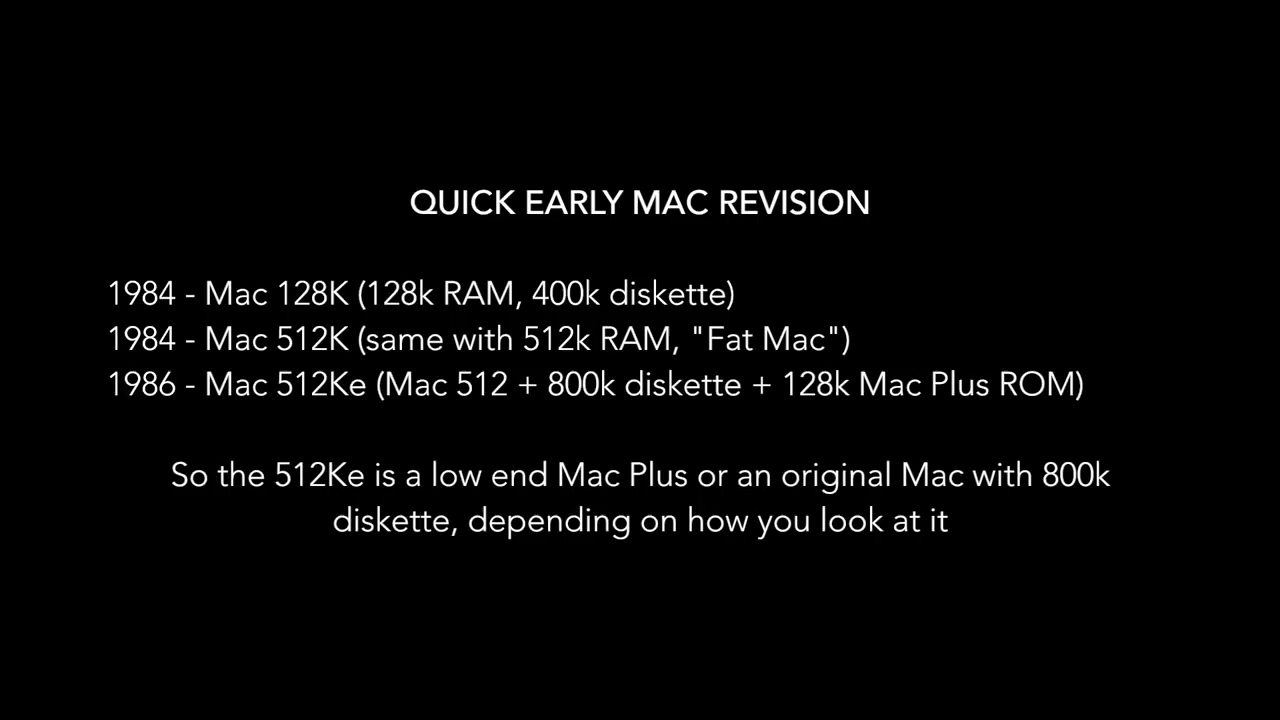 QUICK EARLY MAC REVISION
1984 - Mac 128K (128k RAM, 400k diskette)
1984 - Mac 512K (same with 512k RAM, "Fat Mac")
1986 - Mac 512Ke (Mac 512 + 800k diskette + 128k Mac Plus ROM)
So the 512Ke is a low end Mac Plus or an original Mac with 800k
diskette, depending on how you look at it